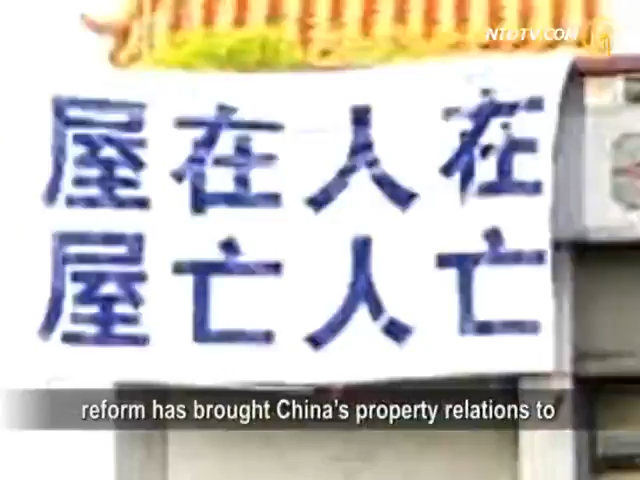 NTDTV.COM
屋在人在
屋亡人亡
reform has brought China's property relations to